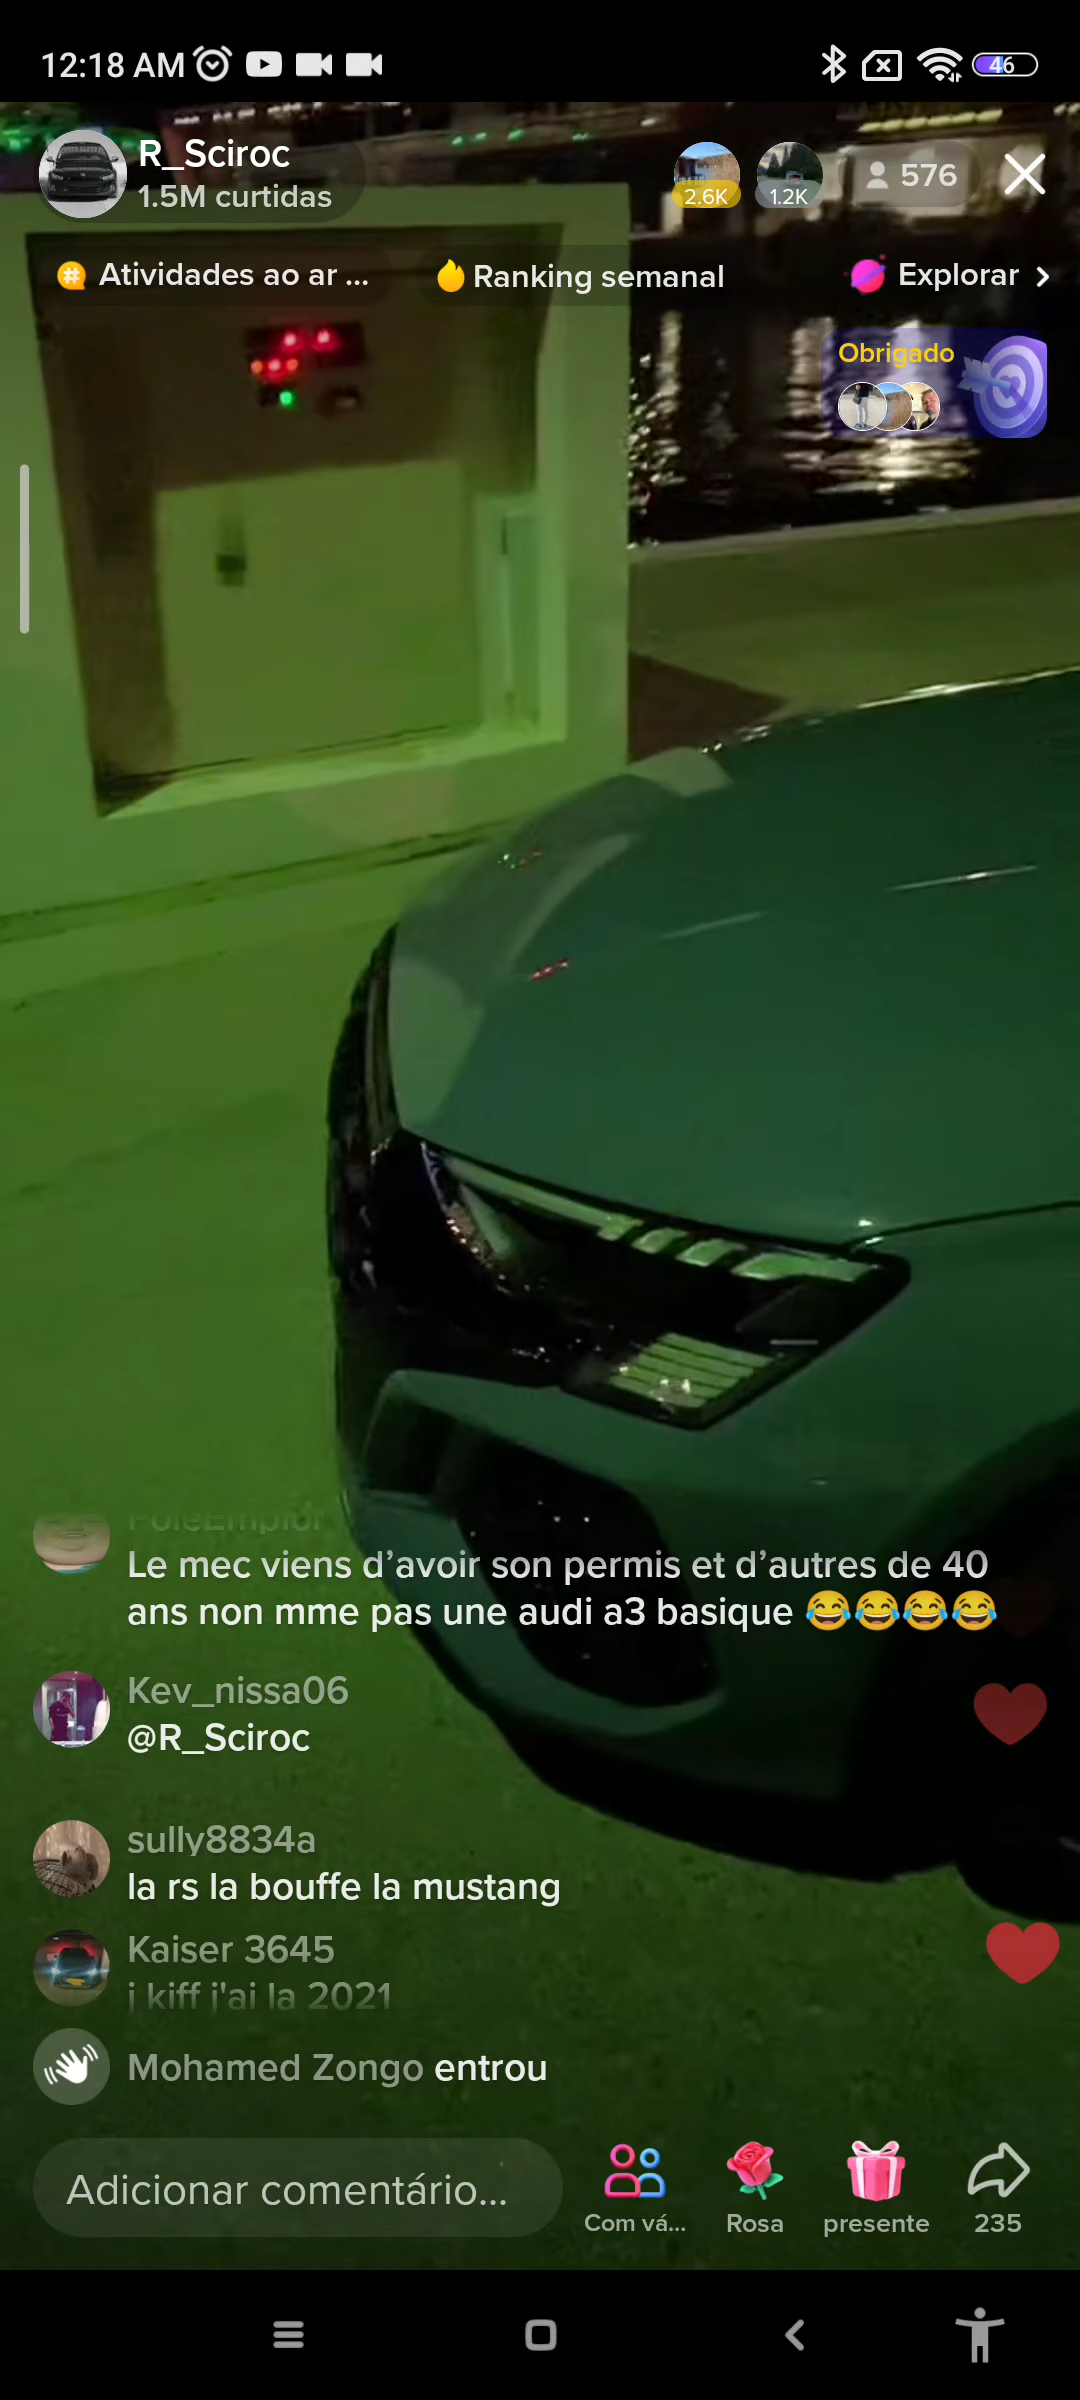 12:18 AM
46
R_Sciroc
1.5M curtidas
2.6K
1.2K
576
Atividades ao ar ...
Ranking semanal
Explorar
Obrigado
PoleEmploi
Le mec viens d’avoir son permis et d’autres de 40
ans non mme pas une audi a3 basique 😂😂😂😂
Kev_nissa06
@R_Sciroc
sully8834a
la rs la bouffe la mustang
Kaiser 3645
j kiff j'ai la 2021
Mohamed Zongo entrou
Adicionar comentário...
Com vá...
Rosa
presente
235